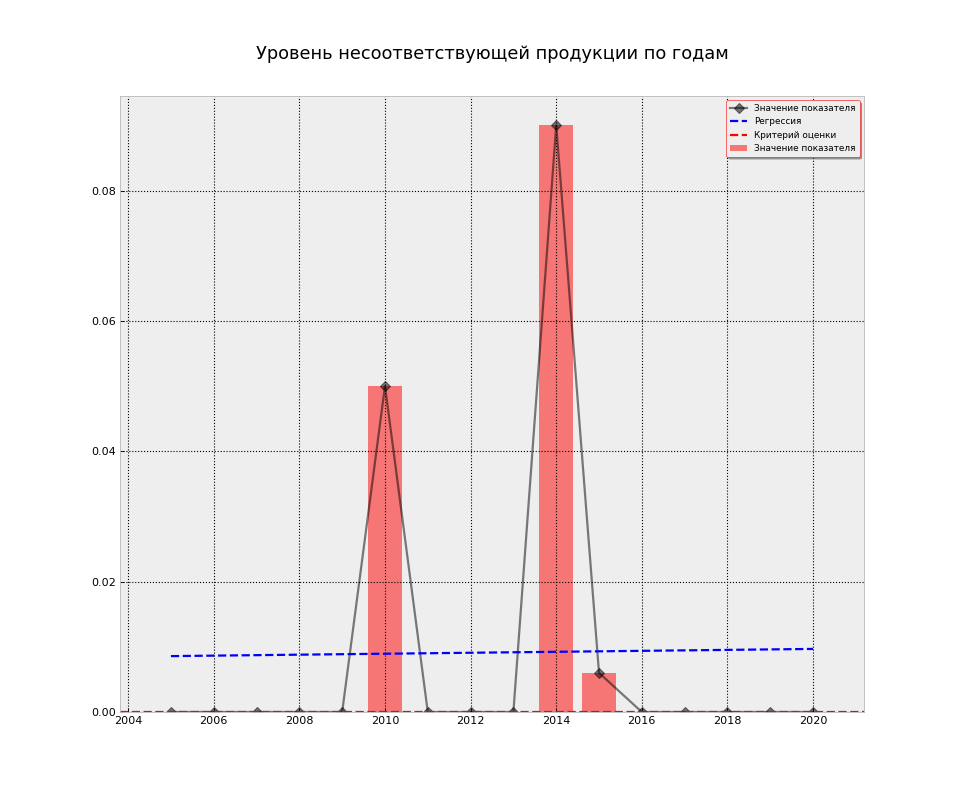 Уровень несоответствующей продукции по годам
Значение показателя
Регрессия
Критерий оценки
Значение показателя
0.08
0.06
0.04
0.02
0.00
2004 2006 2008 2010 2012 2014 2016 2018 2020